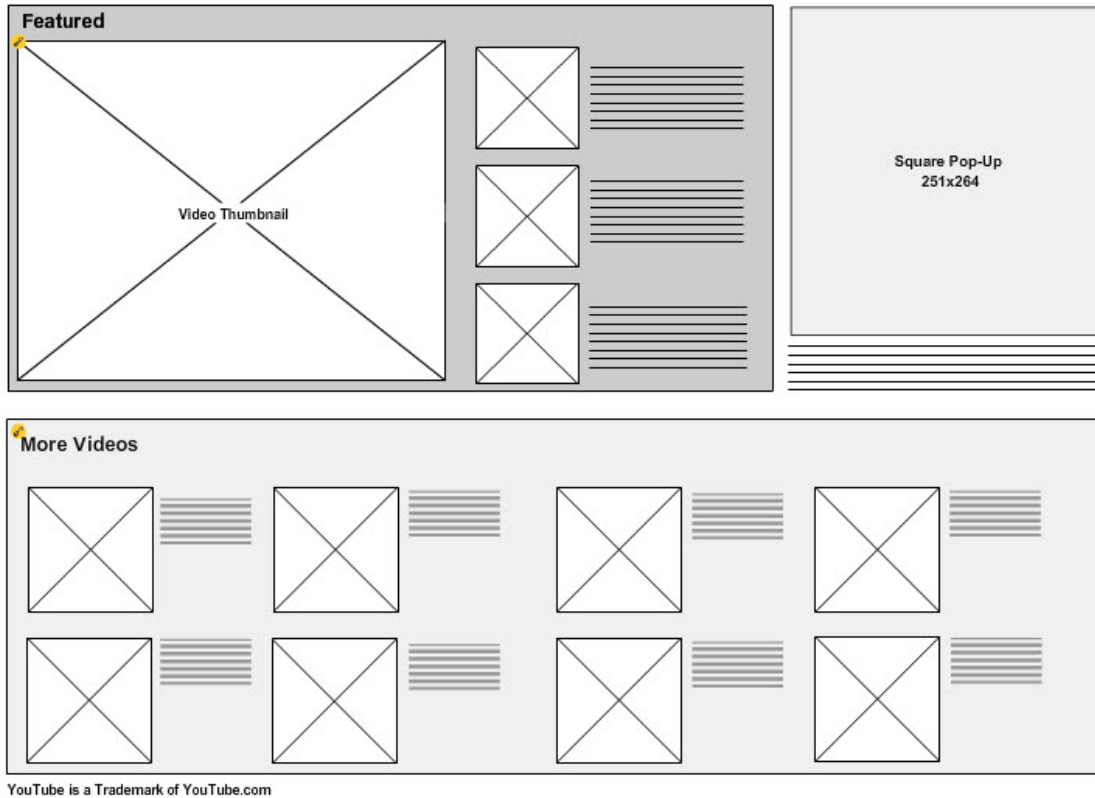 Featured
Video Thumbnail
Square Pop-Up
251x264
More Videos
YouTube is a Trademark of YouTube.com